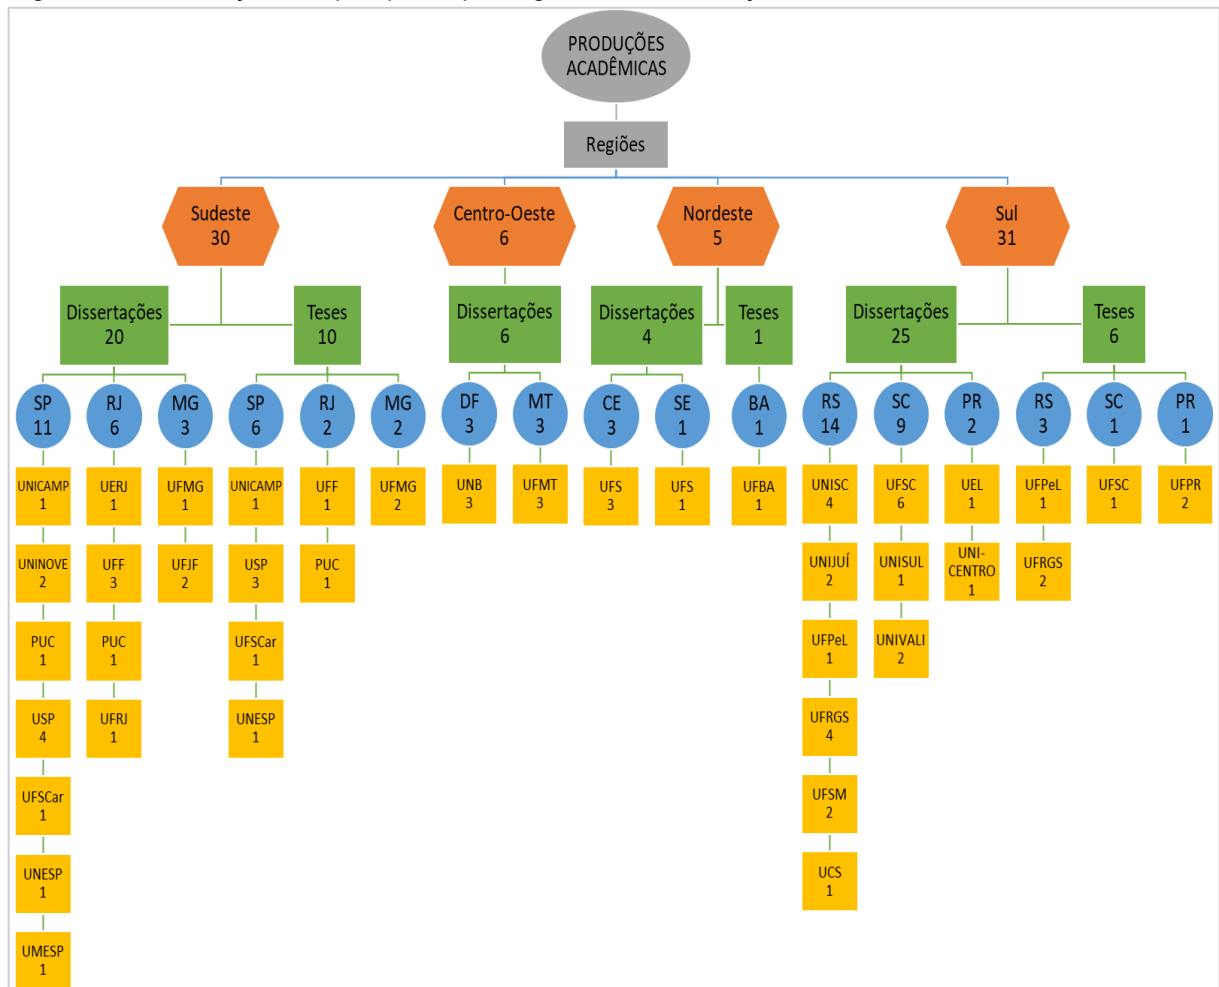 PRODUÇÕES
ACADÊMICAS
Regiões
Sudeste
30
Centro-Oeste
6
Nordeste
5
Sul
31
Dissertações
20
Teses
10
Dissertações
6
Dissertações
4
Teses
1
Dissertações
25
Teses
6
SP
11
RJ
6
MG
3
SP
6
RJ
2
MG
2
DF
3
MT
3
CE
3
SE
1
BA
1
RS
14
SC
9
PR
2
RS
3
SC
1
PR
1
UNICAMP
1
UERJ
1
UFMG
1
UNICAMP
1
UFF
1
UFMG
2
UNB
3
UFMT
3
UFS
3
UFS
1
UFBA
1
UNISC
4
UFSC
6
UEL
1
UFPeL
1
UFSC
1
UFPR
2
UNINOVE
2
UFF
3
UFJF
2
USP
3
PUC
1
UNIJUÍ
2
UNISUL
1
UNI-
CENTRO
1
UFRGS
2
PUC
1
PUC
1
UFSCar
1
UFPeL
1
UNIVALI
2
USP
4
UFRJ
1
UNESP
1
UFRGS
4
UFSCar
1
UFSM
2
UNESP
1
UCS
1
UMESP
1